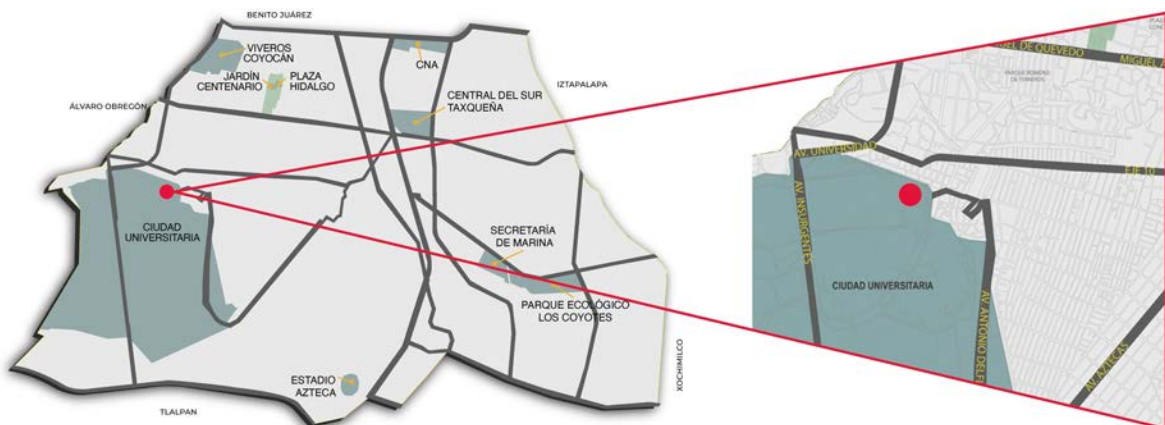 BENITO JUÁREZ
VIVEROS
COYOCÁN
JARDÍN
CENTENARIO
PLAZA
HIDALGO
CNA
IZTAPALAPA
CENTRAL DEL SUR
TAXQUEÑA
ÁLVARO OBREGÓN
CIUDAD
UNIVERSITARIA
SECRETARÍA
DE MARINA
PARQUE ECOLÓGICO
LOS COYOTES
ESTADIO
AZTECA
XOCHIMILCO
TLALPAN
DE QUEVEDO
AV. UNIVERSIDAD
EJE 10
AV. INSURGENTES
CIUDAD UNIVERSITARIA
AV. ANTONIO DELF
AV. AZTECAS